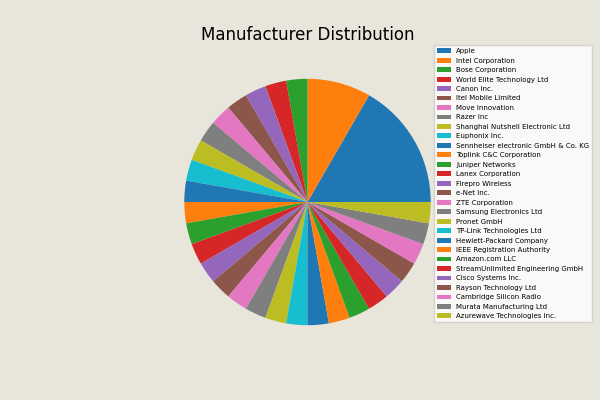 Manufacturer Distribution
Apple
Intel Corporation
Bose Corporation
World Elite Technology Ltd
Canon Inc.
itel Mobile Limited
Move Innovation
Razer Inc
Shanghai Nutshell Electronic Ltd
Euphonix Inc.
Sennheiser electronic GmbH & Co. KG
Toplink C&C Corporation
Juniper Networks
Lanex Corporation
Firepro Wireless
e-Net Inc.
ZTE Corporation
Samsung Electronics Ltd
Pronet GmbH
TP-Link Technologies Ltd
Hewlett-Packard Company
IEEE Registration Authority
Amazon.com LLC
StreamUnlimited Engineering GmbH
Cisco Systems Inc.
Rayson Technology Ltd
Cambridge Silicon Radio
Murata Manufacturing Ltd
Azurewave Technologies Inc.